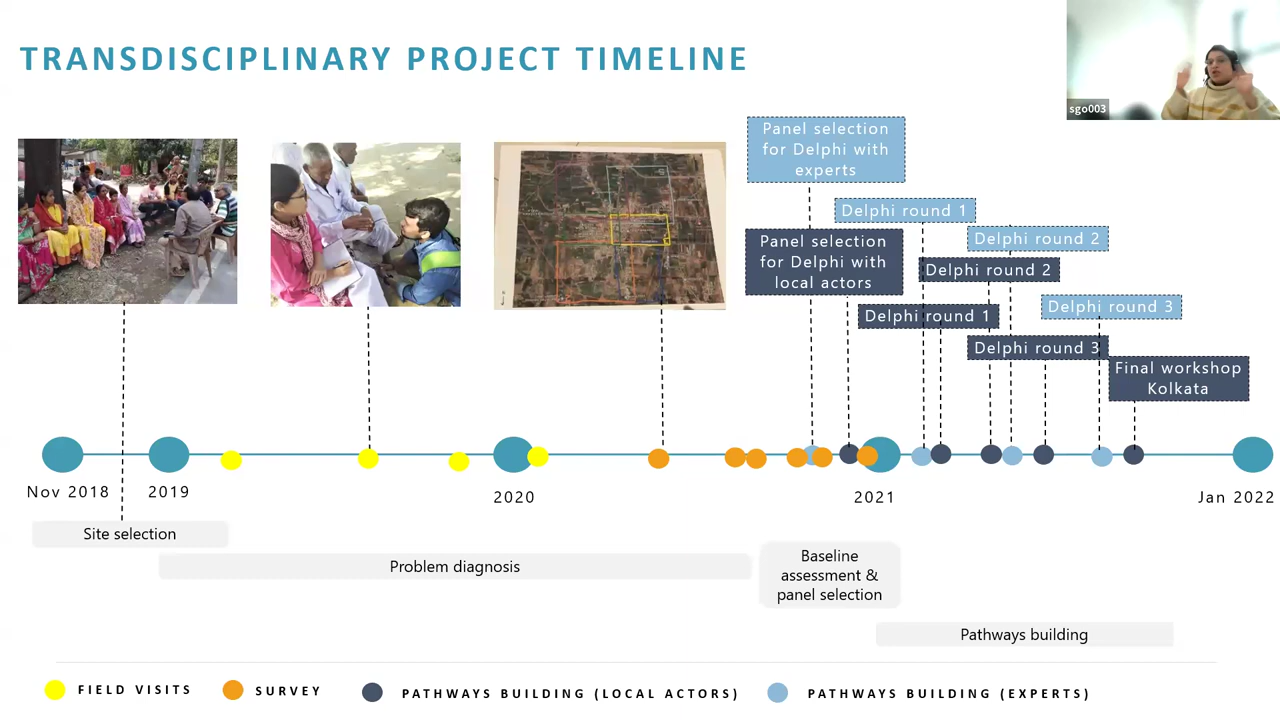 TRANSDISCIPLINARY PROJECT TIMELINE
sgo003
Panel selection
for Delphi with
experts
Delphi round 1
Delphi round 2
Panel selection
for Delphi with
local actors
Delphi round 2
Delphi round 3
Delphi round 1
Delphi round 3
Final workshop
Kolkata
Nov 2018
2019
2020
2021
Jan 2022
Site selection
Problem diagnosis
Baseline
assessment &
panel selection
Pathways building
FIELD VISITS
SURVEY
PATHWAYS BUILDING (LOCAL ACTORS)
PATHWAYS BUILDING (EXPERTS)